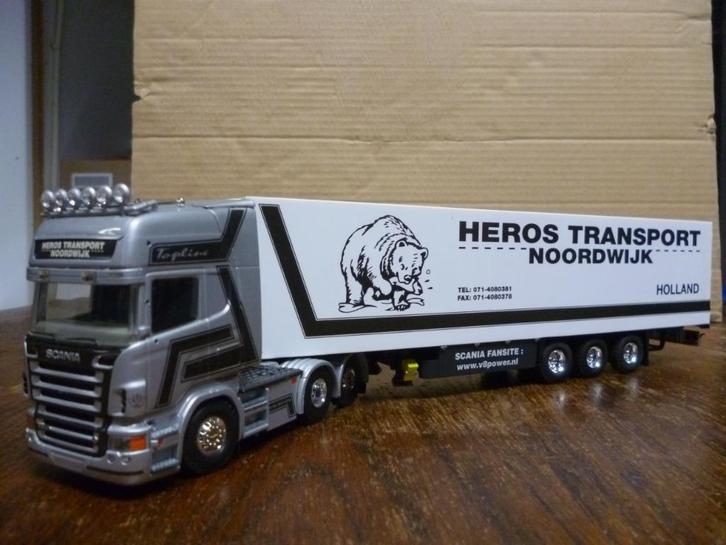 HEROS TRANSPORT
NOORDWIJK
Topline
SCANIA
HEROS TRANSPORT
NOORDWIJK
TEL: 071-4080381
FAX: 071-4080378
HOLLAND
SCANIA FANSITE :
www.v8power.nl